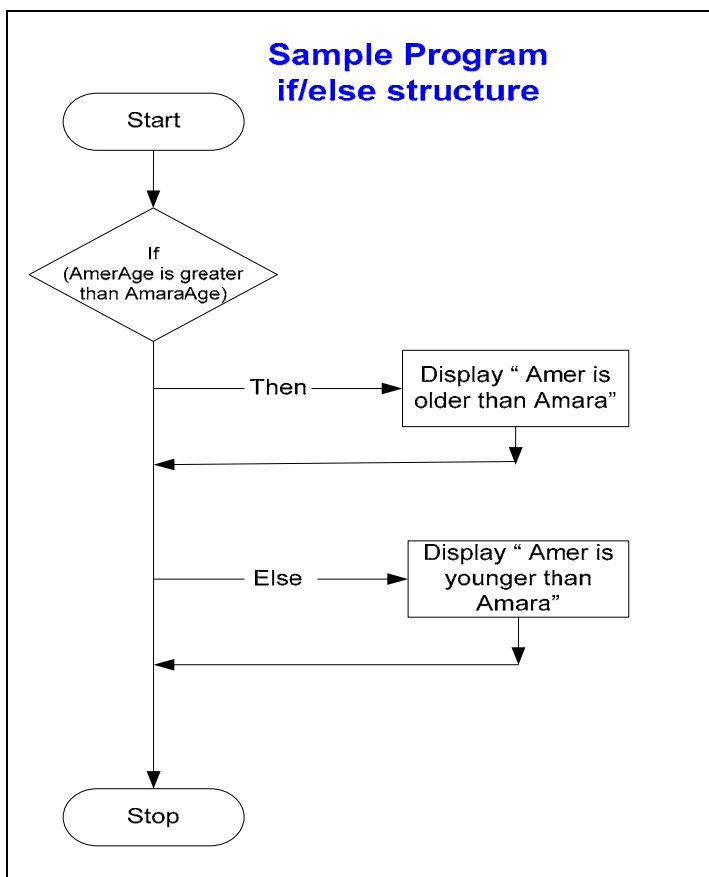 Sample Program
if/else structure
Start
If
(AmerAge is greater
than AmaraAge)
Then
Display “ Amer is
older than Amara”
Else
Display “ Amer is
younger than
Amara”
Stop